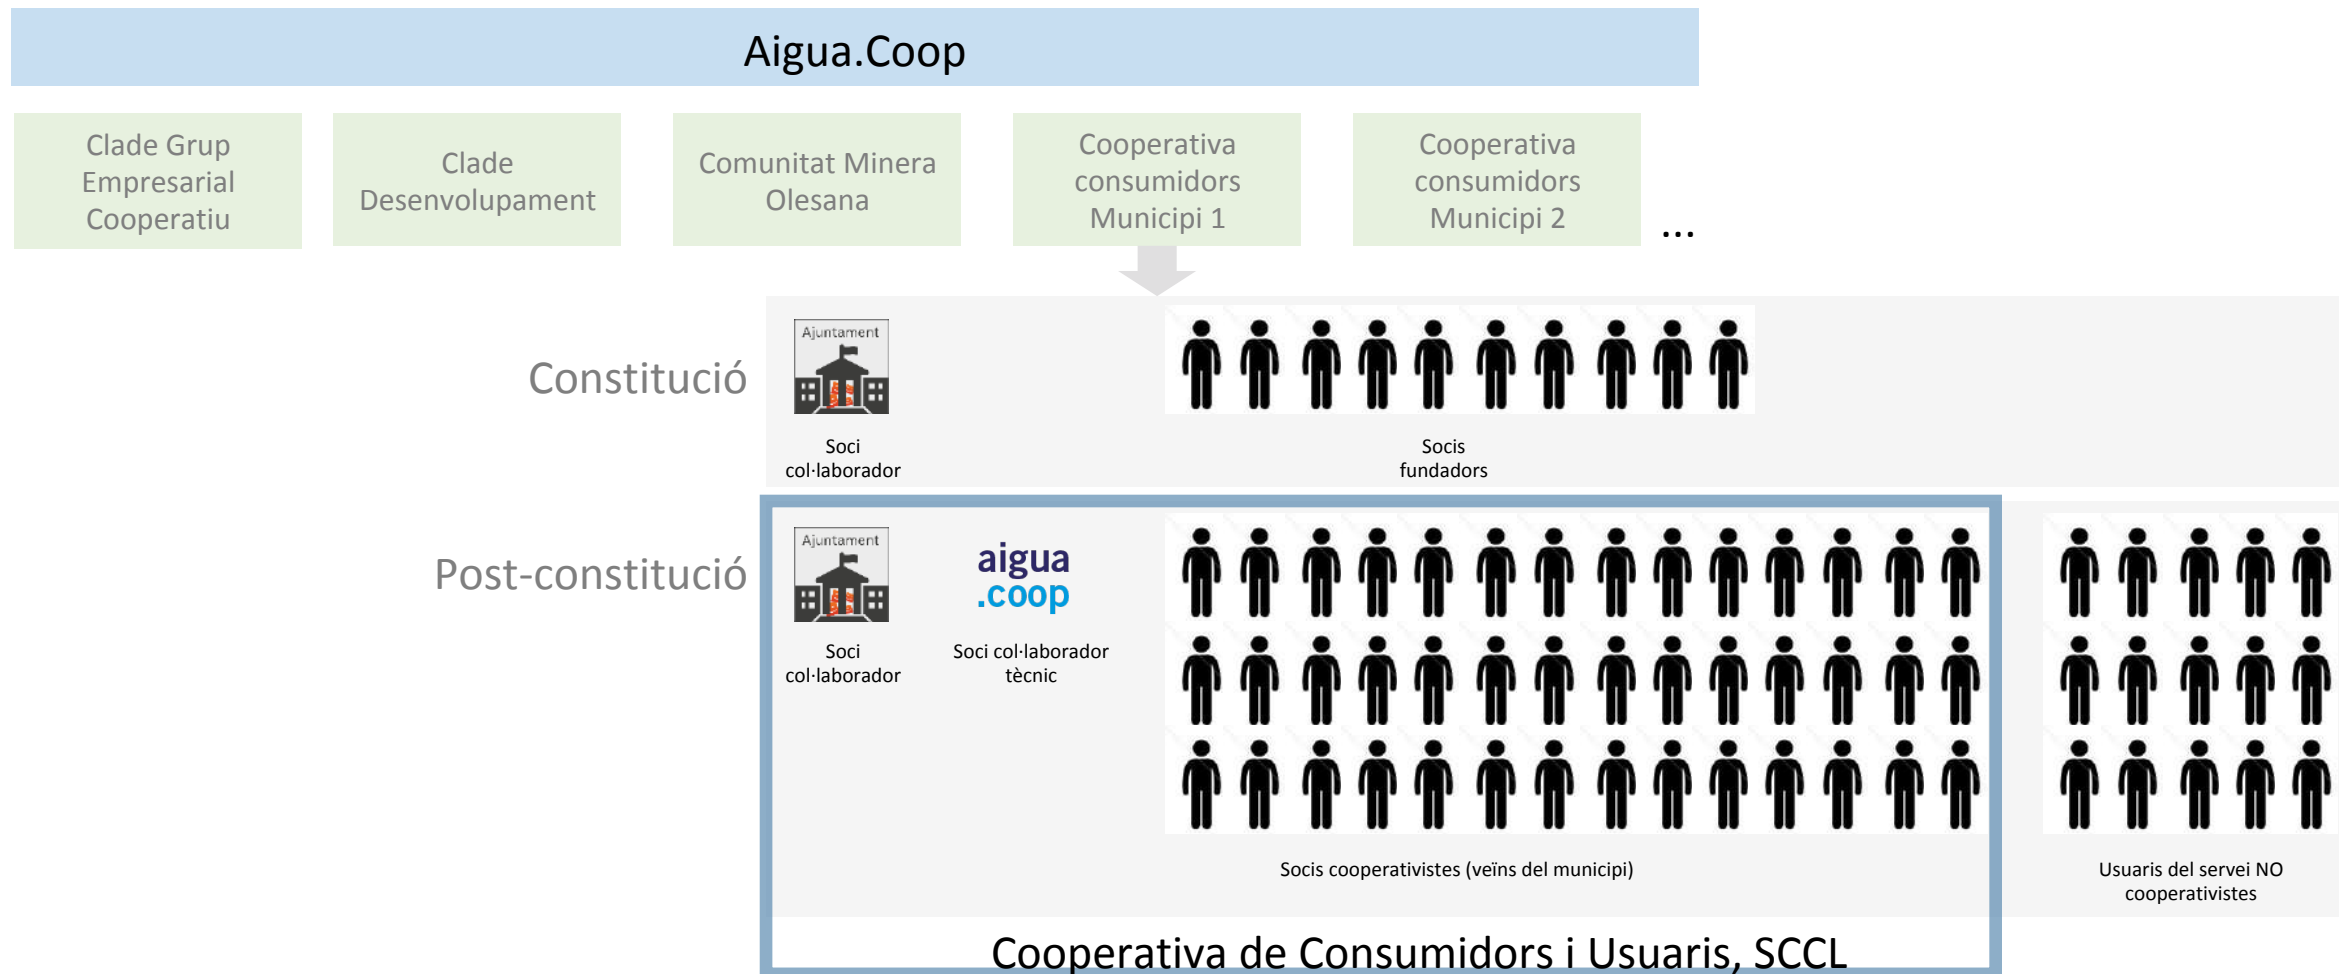 Aigua.Coop
Clade Grup
Empresarial
Cooperatiu
Clade
Desenvolupament
Comunitat Minera
Olesana
Cooperativa
consumidors
Municipi 1
Cooperativa
consumidors
Municipi 2
...
Constitució
Ajuntament
Soci
col·laborador
Socis
fundadors
Post-constitució
Ajuntament
Soci
col·laborador
aigua
.coop
Soci col·laborador
tècnic
Socis cooperativistes (veïns del municipi)
Usuaris del servei NO
cooperativistes
Cooperativa de Consumidors i Usuaris, SCCL